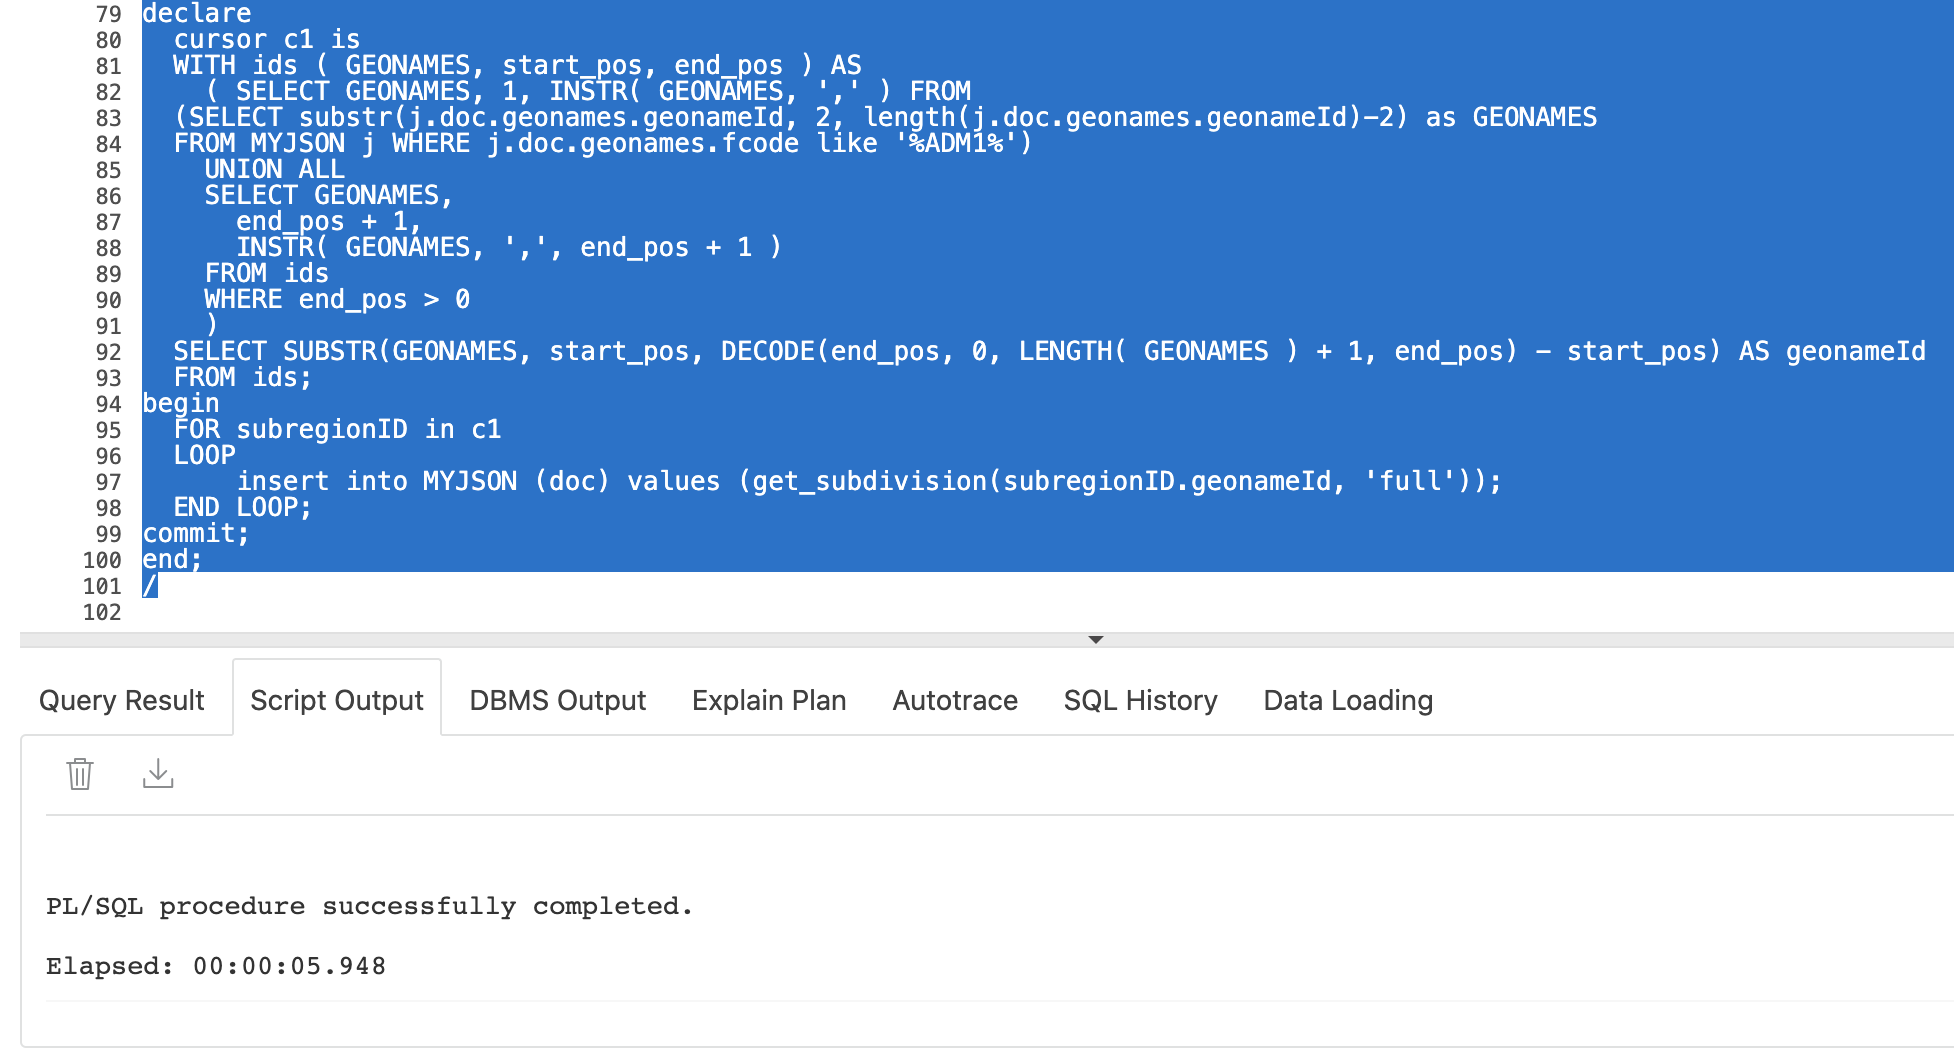 79 declare
80   cursor c1 is
81   WITH ids ( GEONAMES, start_pos, end_pos ) AS
82     ( SELECT GEONAMES, 1, INSTR( GEONAMES, ',' ) FROM
83   (SELECT substr(j.doc.geonames.geonameId, 2, length(j.doc.geonames.geonameId)-2) as GEONAMES
84   FROM MYJSON j WHERE j.doc.geonames.fcode like '%ADM1%')
85     UNION ALL
86     SELECT GEONAMES,
87       end_pos + 1,
88       INSTR( GEONAMES, ',', end_pos + 1 )
89     FROM ids
90     WHERE end_pos > 0
91     )
92   SELECT SUBSTR(GEONAMES, start_pos, DECODE(end_pos, 0, LENGTH( GEONAMES ) + 1, end_pos) - start_pos) AS geonameId
93   FROM ids;
94 begin
95   FOR subregionID in c1
96   LOOP
97       insert into MYJSON (doc) values (get_subdivision(subregionID.geonameId, 'full'));
98   END LOOP;
99 commit;
100 end;
101 /
102
Query Result Script Output DBMS Output Explain Plan Autotrace SQL History Data Loading
PL/SQL procedure successfully completed.
Elapsed: 00:00:05.948